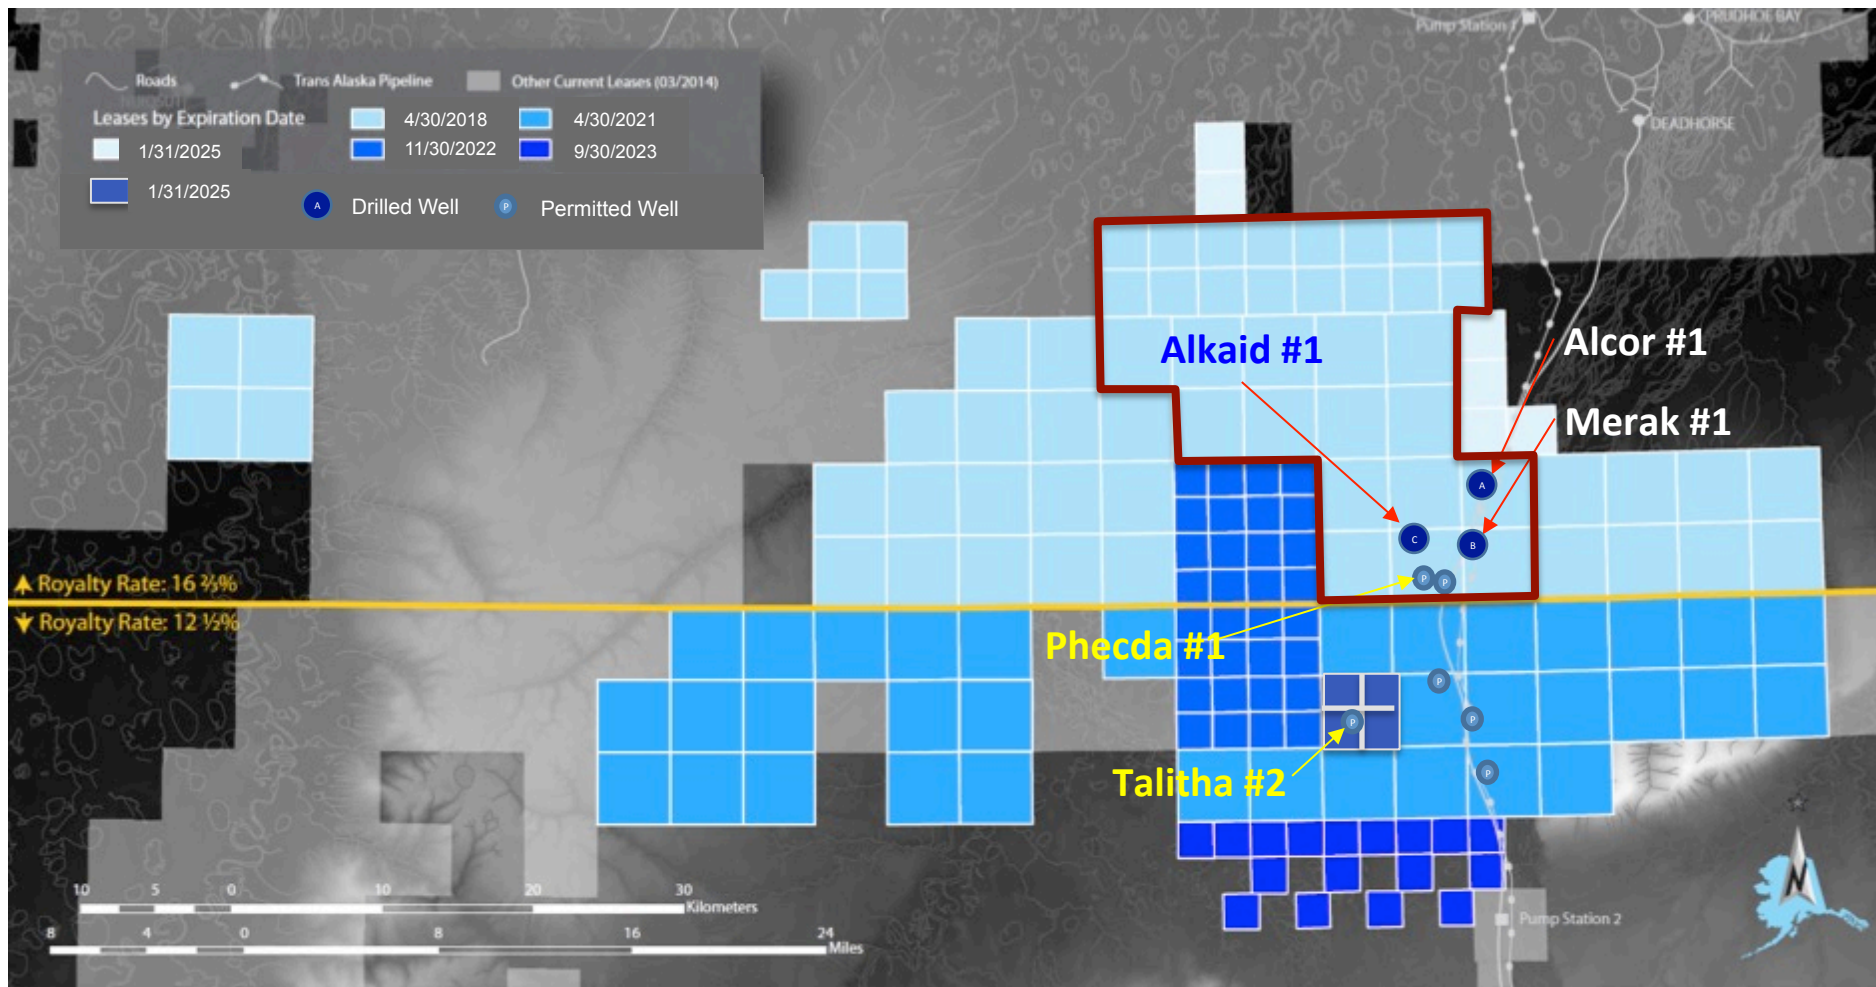 Pump Station 1
PRUDHOE BAY
Roads
Trans Alaska Pipeline
Other Current Leases (03/2014)
Leases by Expiration Date
4/30/2018
4/30/2021
1/31/2025
11/30/2022
9/30/2023
1/31/2025
A
Drilled Well
P
Permitted Well
DEADHORSE
Alkaid #1
Alcor #1
Merak #1
A
C
B
P
P
Royalty Rate: 16 ⅔%
Royalty Rate: 12 ½%
Phecda #1
P
P
P
Talitha #2
P
10 5 0 10 20 30
Kilometers
8 4 0 8 16 24
Miles
Pump Station 2
N